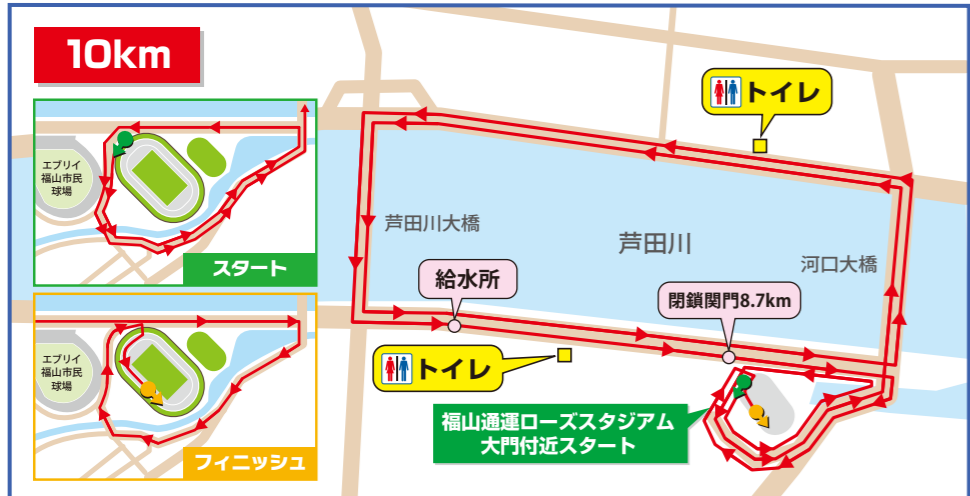 10km
エブリイ
福山市民
球場
スタート
エブリイ
福山市民
球場
フィニッシュ
トイレ
芦田川大橋
芦田川
河口大橋
給水所
閉鎖関門8.7km
トイレ
福山通運ローズスタジアム
大門付近スタート